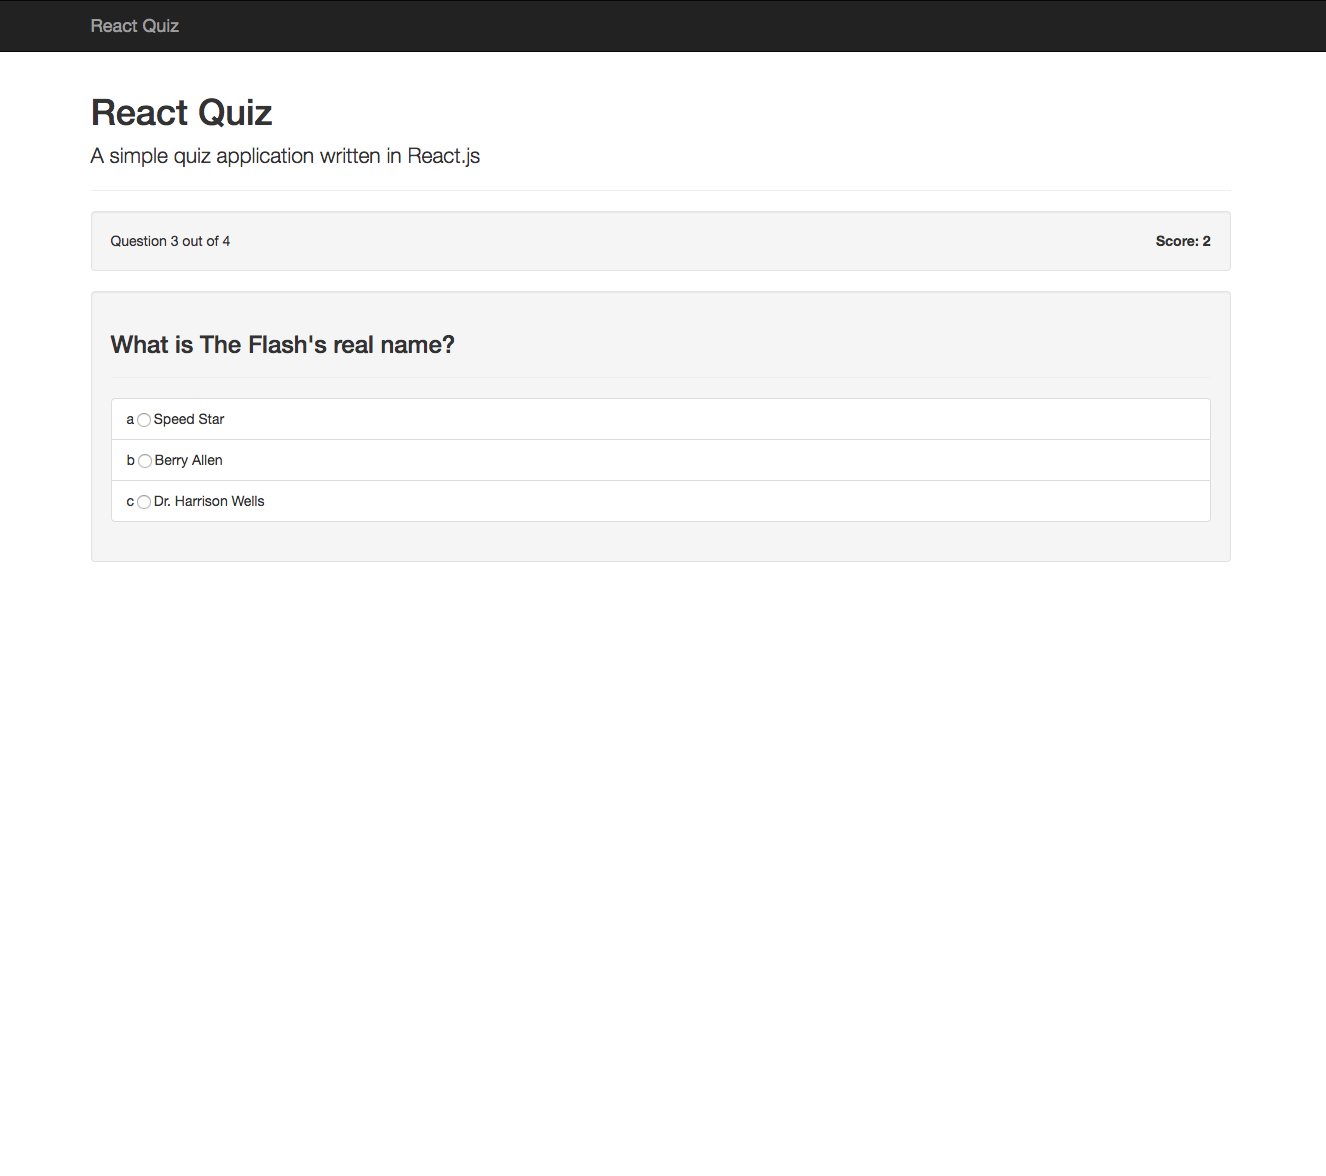 React Quiz
React Quiz
A simple quiz application written in React.js
Question 3 out of 4 Score: 2
What is The Flash's real name?
a Speed Star
b Berry Allen
c Dr. Harrison Wells